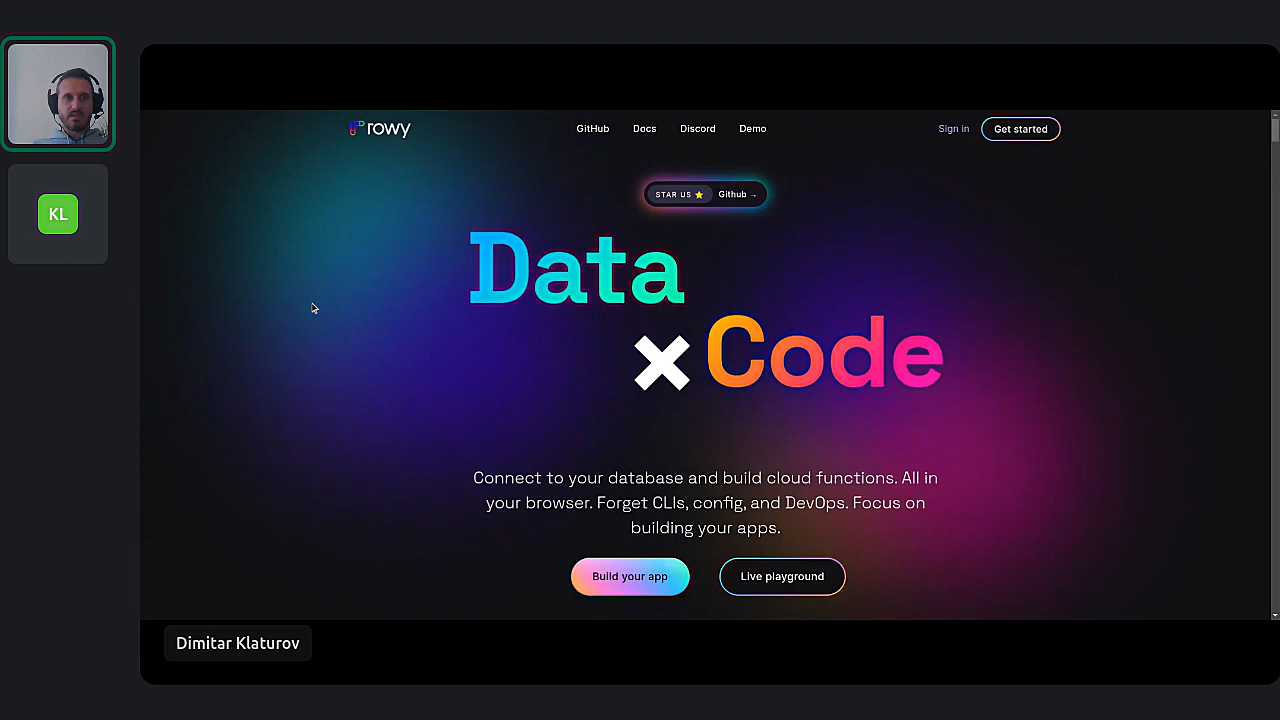 KL
rowy
GitHub Docs Discord Demo
Sign in Get started
STAR US ⭐ Github →
Data
× Code
Connect to your database and build cloud functions. All in
your browser. Forget CLIs, config, and DevOps. Focus on
building your apps.
Build your app Live playground
Dimitar Klaturov